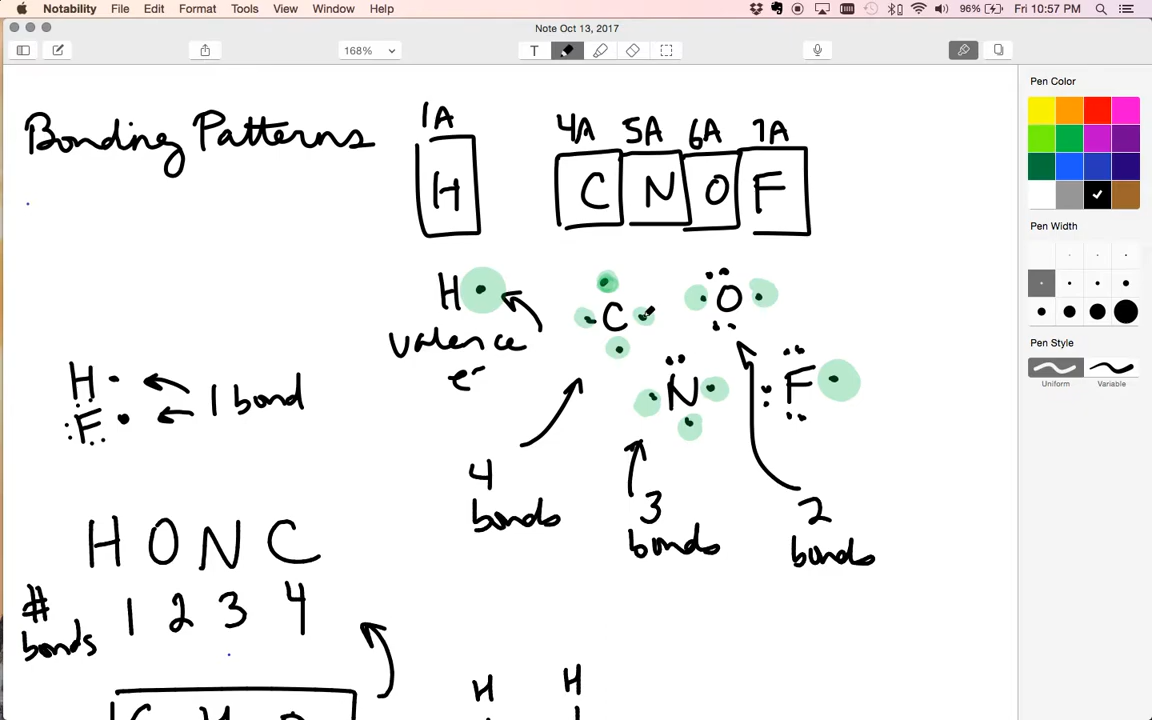 Notability File Edit Format Tools View Window Help 96% Fri 10:57 PM
Note Oct 13, 2017
168% T
Pen Color
Pen Width
Pen Style
Uniform Variable
Bonding Patterns
1A 4A 5A 6A 7A
H C N O F
H C O
valence
e-
N F
H 1 bond
F
4
bonds
3
bonds
2
bonds
H O N C
# bonds 1 2 3 4
H H